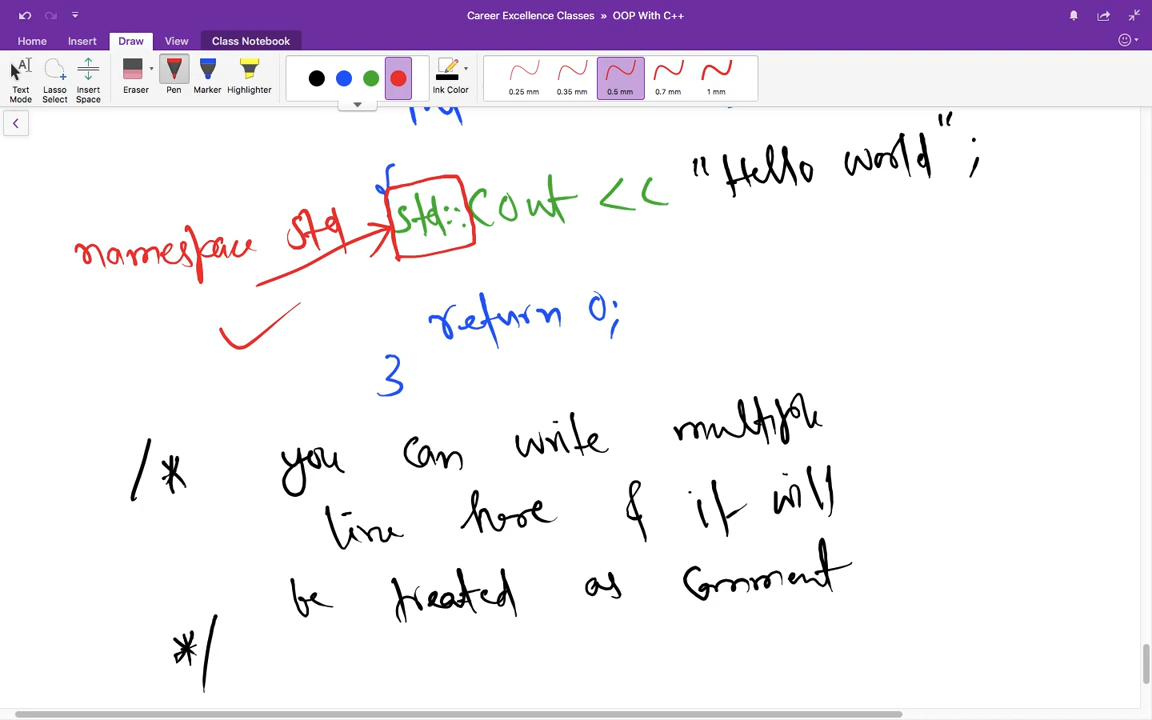 Career Excellence Classes » OOP With C++
Home Insert Draw View Class Notebook
Text Mode Lasso Select Insert Space Eraser Pen Marker Highlighter Ink Color 0.25 mm 0.35 mm 0.5 mm 0.7 mm 1 mm
std::Cout << "Hello world";
namespace std
return 0;
}
/* you can write multiple
line here & it will
be treated as comment
*/